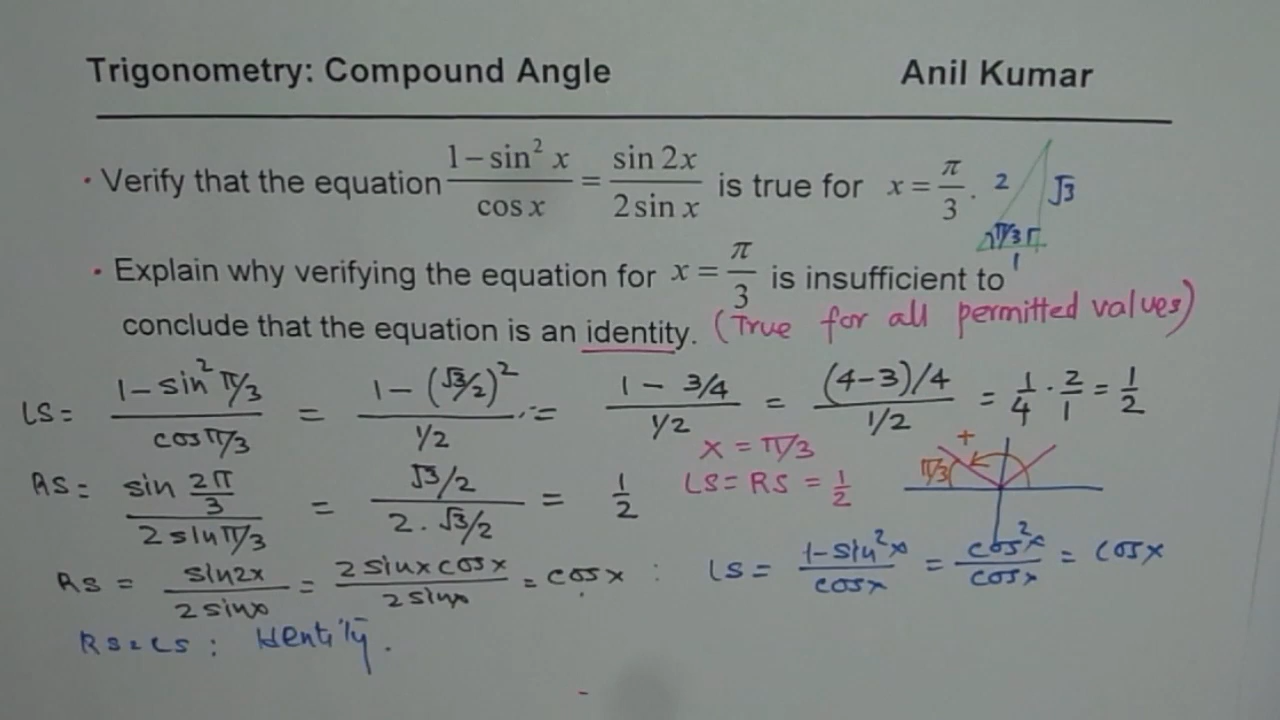 Trigonometry: Compound Angle Anil Kumar
• Verify that the equation (1−sin² x)/(cos x) = (sin 2x)/(2 sin x) is true for x = π/3. 2 √3
π/3 1
• Explain why verifying the equation for x = π/3 is insufficient to
conclude that the equation is an identity. (True for all permitted values)
LS = (1 − sin² π/3)/(cos π/3) = (1 − (√3/2)²)/(1/2) = (1 − 3/4)/(1/2) = ((4−3)/4)/(1/2) = 1/4 · 2/1 = 1/2
x = π/3 +
RS = (sin 2π/3)/(2 sin π/3) = (√3/2)/(2 · √3/2) = 1/2 LS = RS = 1/2 π/3
RS = (sin2x)/(2 sinx) = (2 sinx cosx)/(2 sinx) = cosx : LS = (1−sin²x)/(cosx) = (cos²x)/(cosx) = cosx
RS = LS : Identity.